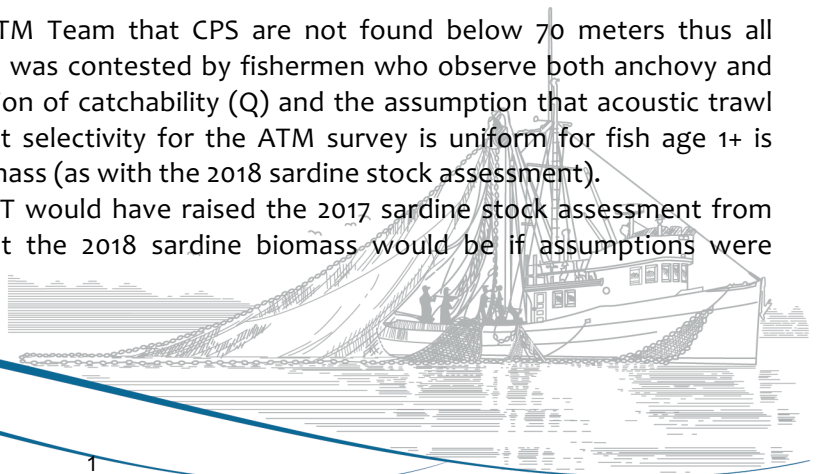 TM Team that CPS are not found below 70 meters thus all
was contested by fishermen who observe both anchovy and
ion of catchability (Q) and the assumption that acoustic trawl
t selectivity for the ATM survey is uniform for fish age 1+ is
mass (as with the 2018 sardine stock assessment).
T would have raised the 2017 sardine stock assessment from
t the 2018 sardine biomass would be if assumptions were
1